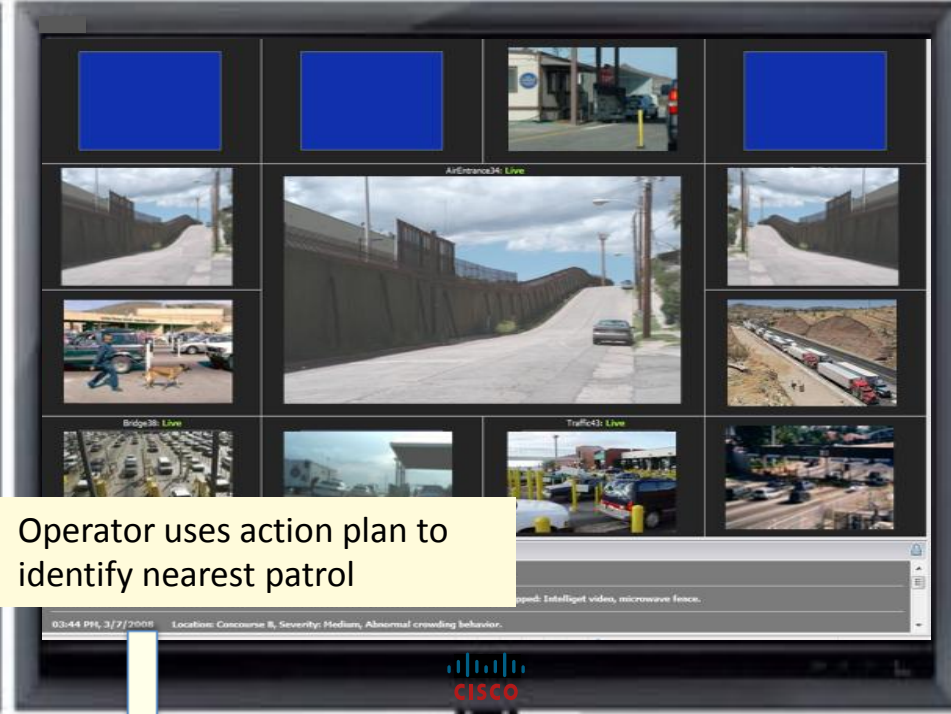 AirEntrance34: Live
Bridge38: Live
Traffic43: Live
Operator uses action plan to
identify nearest patrol
pped: Intelliget video, microwave fence.
03:44 PM, 3/7/2008 Location: Concourse B, Severity: Medium, Abnormal crowding behavior.
CISCO